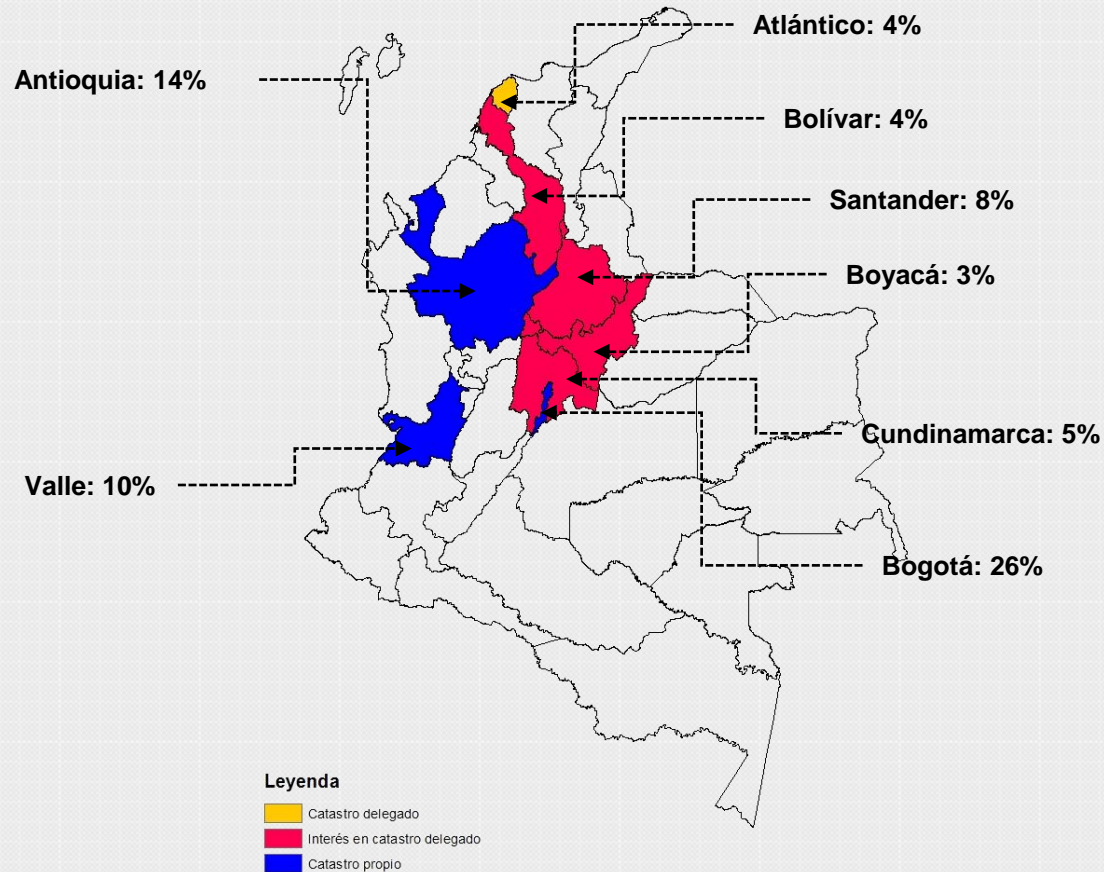 Atlántico: 4%
Antioquia: 14%
Bolívar: 4%
Santander: 8%
Boyacá: 3%
Cundinamarca: 5%
Valle: 10%
Bogotá: 26%
Leyenda
Catastro delegado
Interés en catastro delegado
Catastro propio